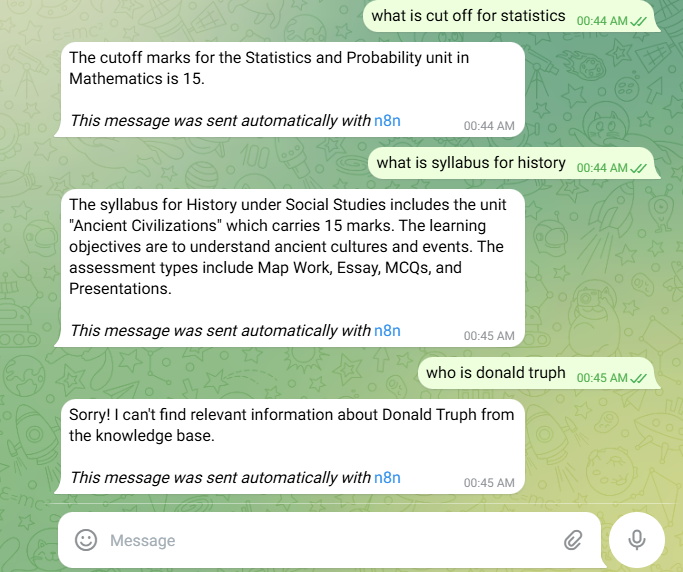 what is cut off for statistics 00:44 AM
The cutoff marks for the Statistics and Probability unit in
Mathematics is 15.
This message was sent automatically with n8n
00:44 AM
what is syllabus for history 00:44 AM
The syllabus for History under Social Studies includes the unit
"Ancient Civilizations" which carries 15 marks. The learning
objectives are to understand ancient cultures and events. The
assessment types include Map Work, Essay, MCQs, and
Presentations.
This message was sent automatically with n8n
00:45 AM
who is donald truph 00:45 AM
Sorry! I can't find relevant information about Donald Truph from
the knowledge base.
This message was sent automatically with n8n
00:45 AM
Message